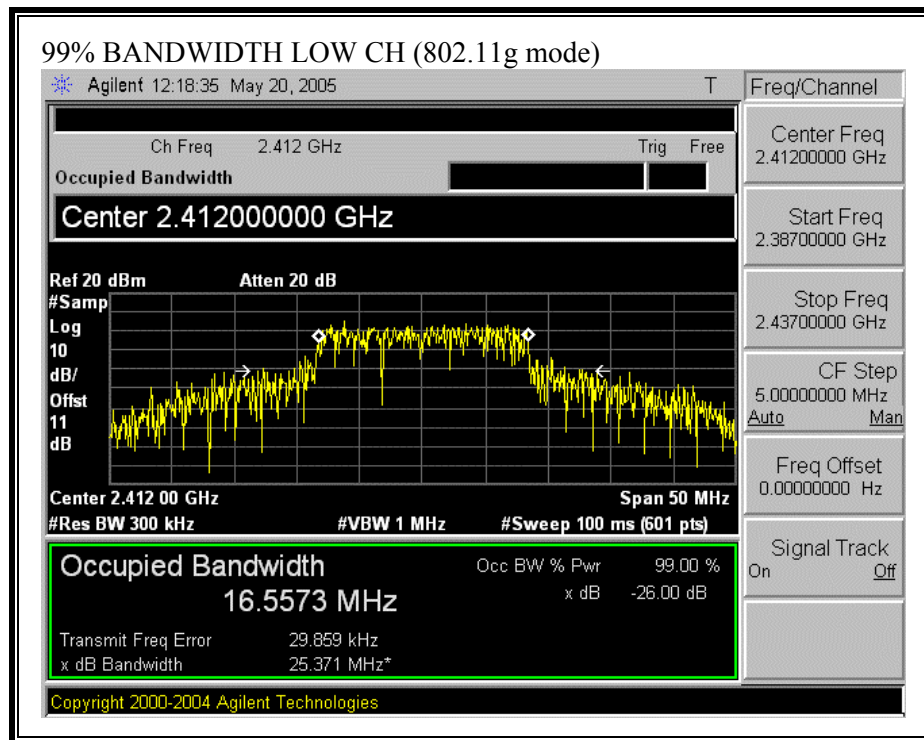 99% BANDWIDTH LOW CH (802.11g mode)
Agilent 12:18:35 May 20, 2005 T
Freq/Channel
Ch Freq 2.412 GHz Trig Free
Occupied Bandwidth
Center 2.412000000 GHz
Ref 20 dBm Atten 20 dB
#Samp
Log
10
dB/
Offst
11
dB
Center 2.412 00 GHz Span 50 MHz
#Res BW 300 kHz #VBW 1 MHz #Sweep 100 ms (601 pts)
Occupied Bandwidth
16.5573 MHz
Occ BW % Pwr 99.00 %
x dB -26.00 dB
Transmit Freq Error 29.859 kHz
x dB Bandwidth 25.371 MHz*
Copyright 2000-2004 Agilent Technologies
Center Freq
2.41200000 GHz
Start Freq
2.38700000 GHz
Stop Freq
2.43700000 GHz
CF Step
5.00000000 MHz
Auto Man
Freq Offset
0.00000000 Hz
Signal Track
On Off